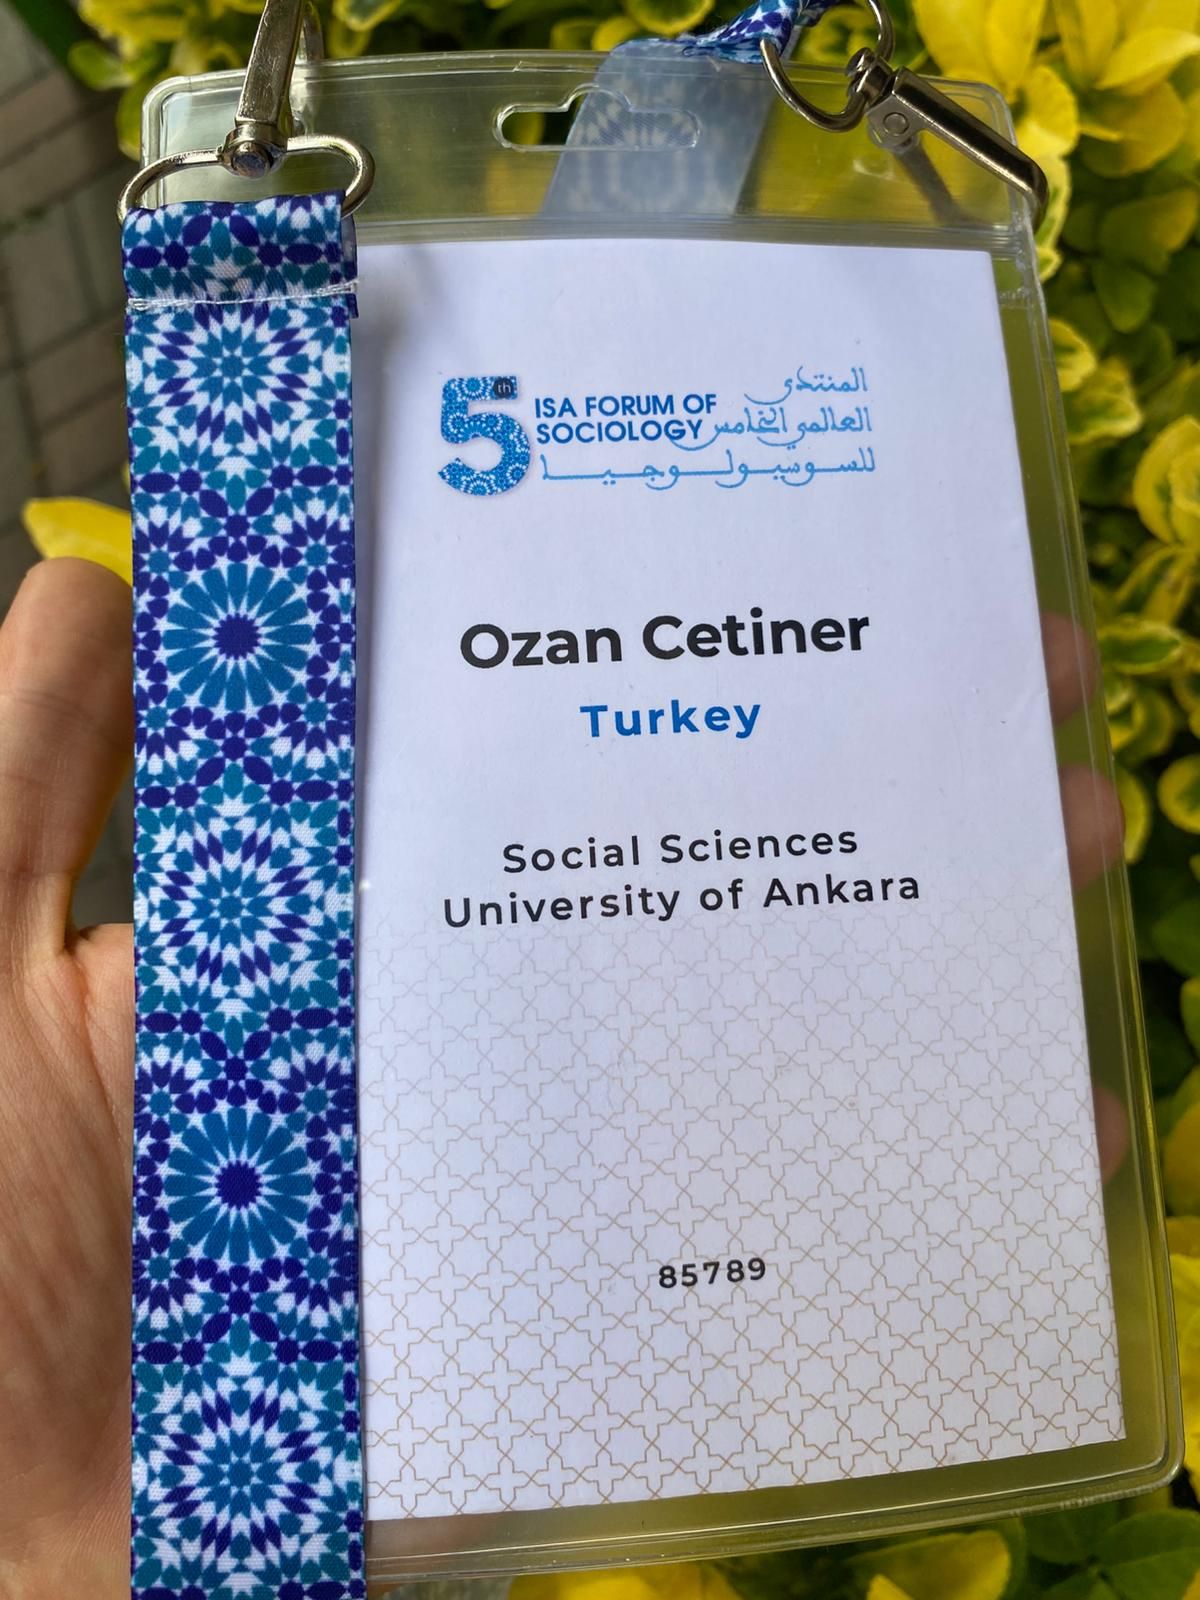 5th
ISA FORUM OF
SOCIOLOGY
المنتدى
العالمي الخامس
للسوسيولوجيا
Ozan Cetiner
Turkey
Social Sciences
University of Ankara
85789